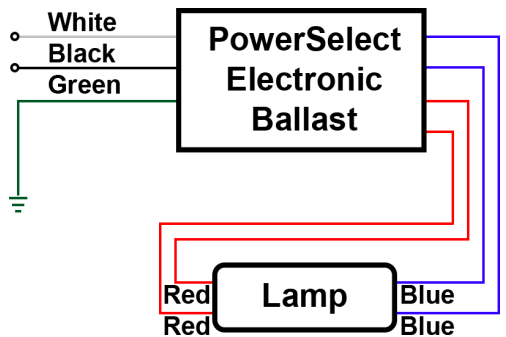 White
Black
Green
PowerSelect
Electronic
Ballast
Red
Lamp
Blue
Red
Blue